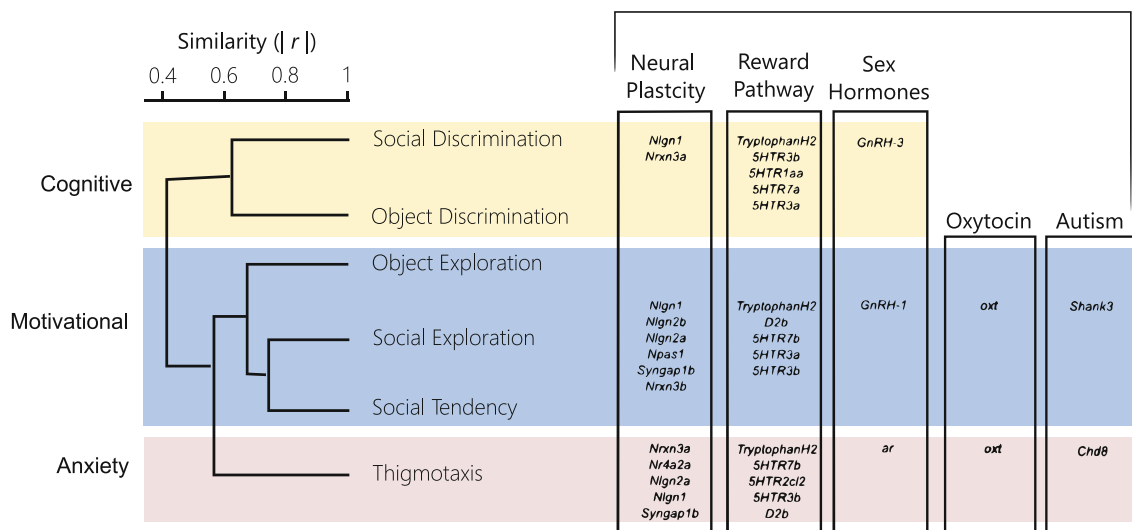 Similarity (| r |)
0.4 0.6 0.8 1
Neural
Plastcity
Reward
Pathway
Sex
Hormones
Oxytocin
Autism
Cognitive
Social Discrimination
Object Discrimination
Nlgn1
Nrxn3a
TryptophanH2
5HTR3b
5HTR1aa
5HTR7a
5HTR3a
GnRH-3
Motivational
Object Exploration
Social Exploration
Social Tendency
Nlgn1
Nlgn2b
Nlgn2a
Npas1
Syngap1b
Nrxn3b
TryptophanH2
D2b
5HTR7b
5HTR3a
5HTR3b
GnRH-1
oxt
Shank3
Anxiety
Thigmotaxis
Nrxn3a
Nr4a2a
Nlgn2a
Nlgn1
Syngap1b
TryptophanH2
5HTR7b
5HTR2cl2
5HTR3b
D2b
ar
oxt
Chd8